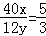 40x/12y = 5/3